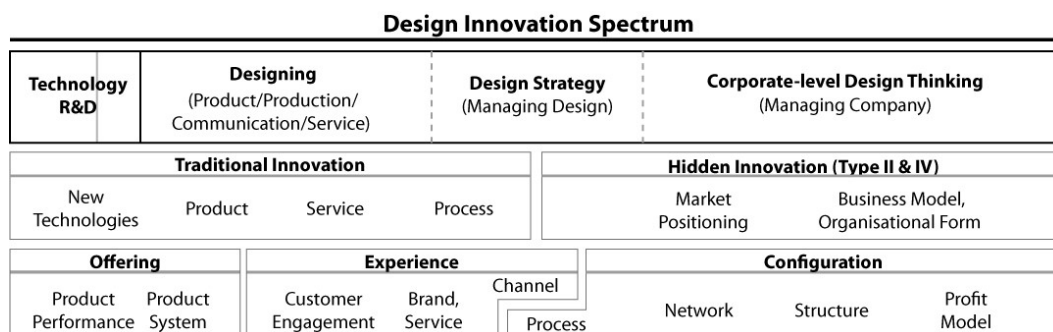 Design Innovation Spectrum
Technology
R&D
Designing
(Product/Production/
Communication/Service)
Design Strategy
(Managing Design)
Corporate-level Design Thinking
(Managing Company)
Traditional Innovation
New
Technologies
Product
Service
Process
Hidden Innovation (Type II & IV)
Market
Positioning
Business Model,
Organisational Form
Offering
Product
Performance
Product
System
Experience
Customer
Engagement
Brand,
Service
Channel
Configuration
Process
Network
Structure
Profit
Model